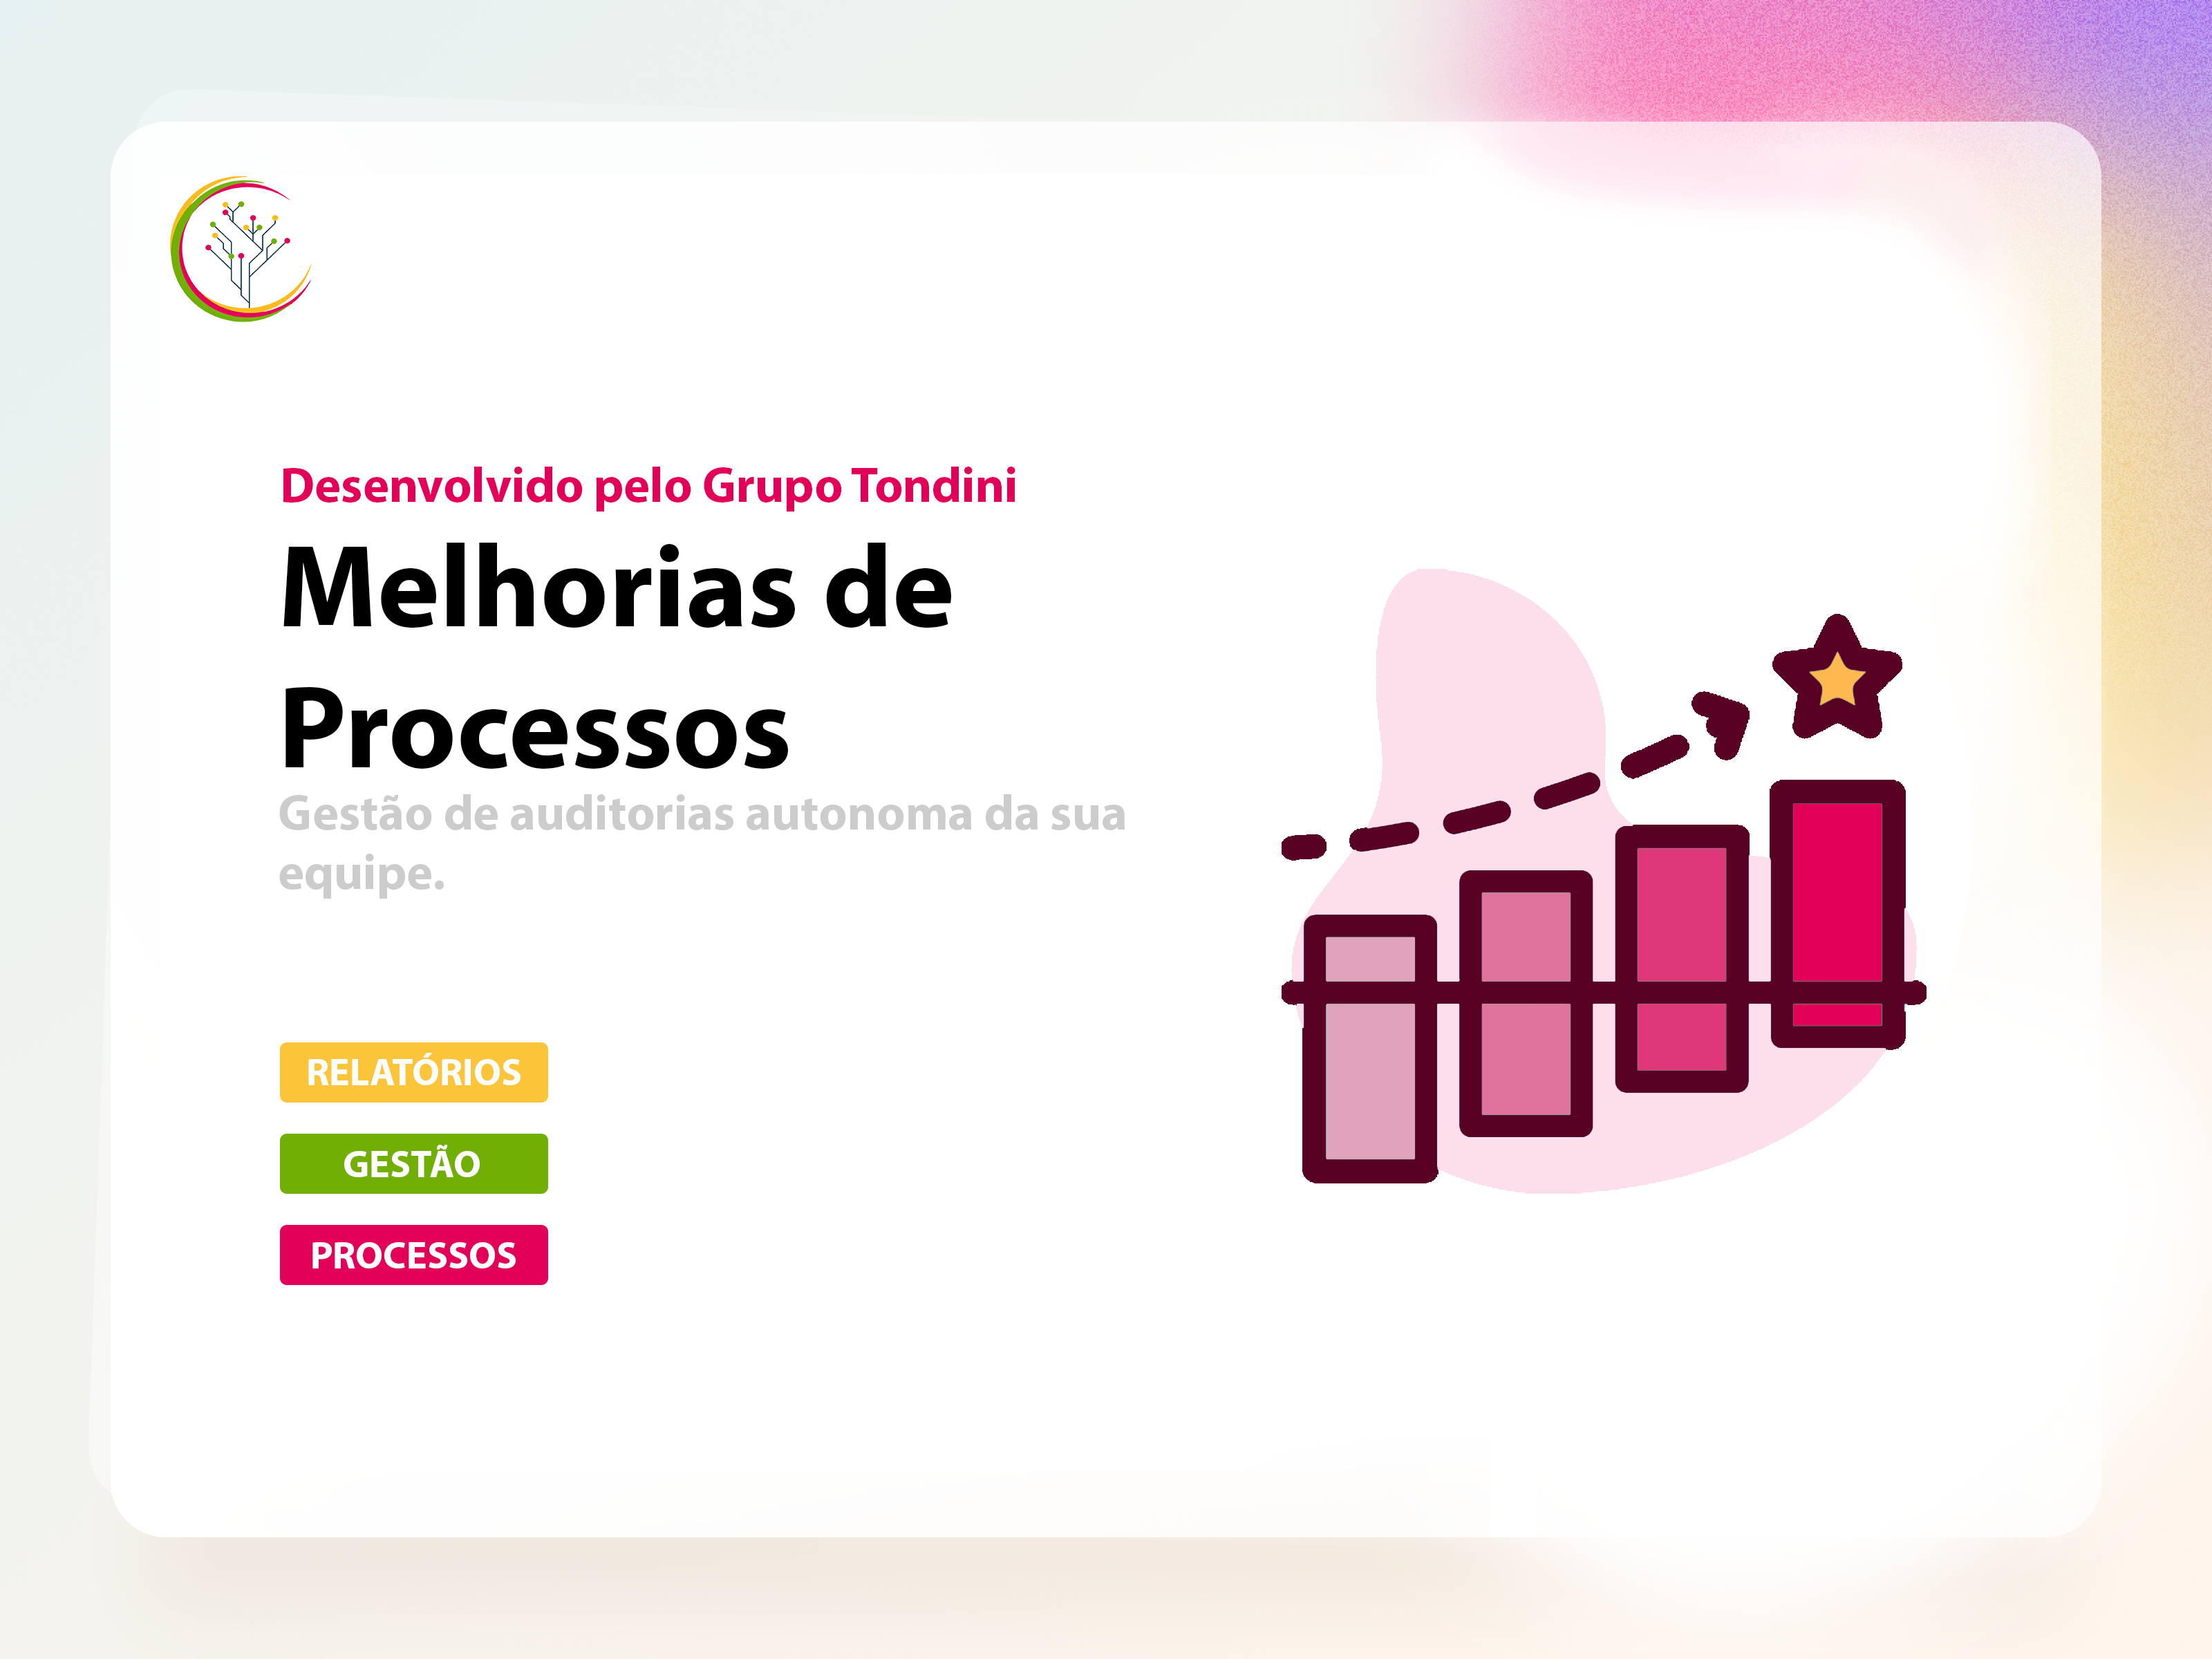 Desenvolvido pelo Grupo Tondini
Melhorias de
Processos
Gestão de auditorias autonoma da sua
equipe.
RELATÓRIOS
GESTÃO
PROCESSOS